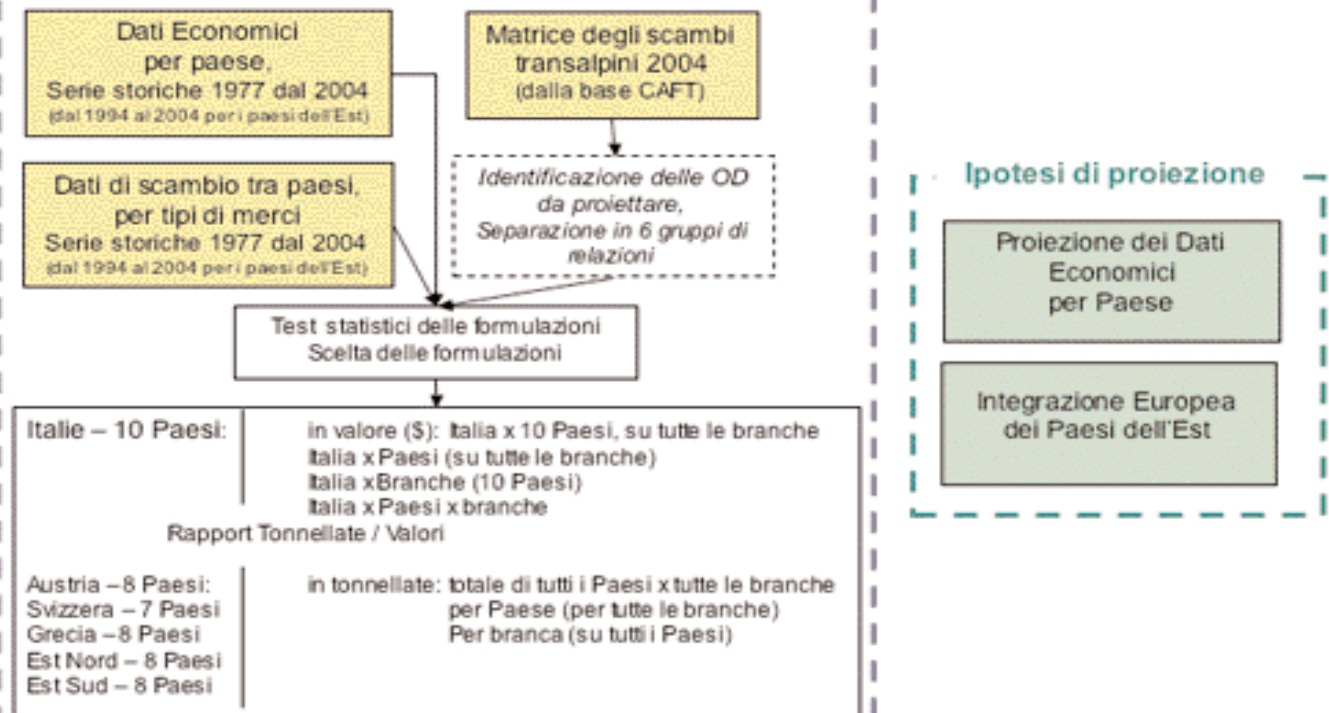 Dati Economici
per paese,
Serie storiche 1977 dal 2004
(dal 1994 al 2004 per i paesi dell'Est)
Dati di scambio tra paesi,
per tipi di merci
Serie storiche 1977 dal 2004
(dal 1994 al 2004 per i paesi dell'Est)
Matrice degli scambi
transalpini 2004
(dalla base CAFT)
Identificazione delle OD
da proiettare,
Separazione in 6 gruppi di
relazioni
Test statistici delle formulazioni
Scelta delle formulazioni
Italie – 10 Paesi: in valore ($): Italia x 10 Paesi, su tutte le branche
Italia x Paesi (su tutte le branche)
Italia x Branche (10 Paesi)
Italia x Paesi x branche
Rapport Tonnellate / Valori
Austria – 8 Paesi: in tonnellate: totale di tutti i Paesi x tutte le branche
Svizzera – 7 Paesi per Paese (per tutte le branche)
Grecia – 8 Paesi Per branca (su tutti i Paesi)
Est Nord – 8 Paesi
Est Sud – 8 Paesi
Ipotesi di proiezione
Proiezione dei Dati
Economici
per Paese
Integrazione Europea
dei Paesi dell'Est